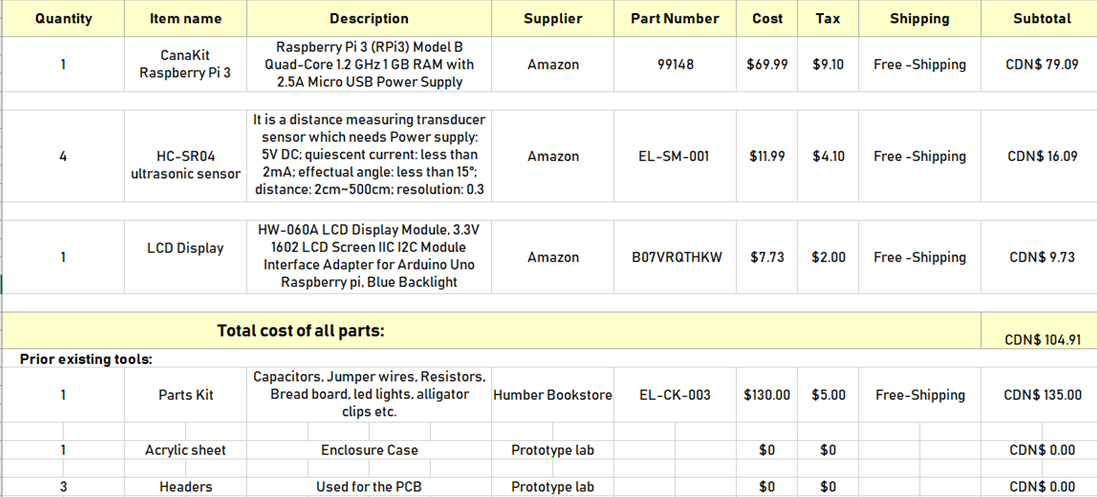 Quantity Item name Description Supplier Part Number Cost Tax Shipping Subtotal
1 CanaKit Raspberry Pi 3 Raspberry Pi 3 (RPi3) Model B
Quad-Core 1.2 GHz 1 GB RAM with
2.5A Micro USB Power Supply Amazon 99148 $69.99 $9.10 Free -Shipping CDN$ 79.09
4 HC-SR04 ultrasonic sensor It is a distance measuring transducer
sensor which needs Power supply:
5V DC; quiescent current: less than
2mA; effectual angle: less than 15°;
distance: 2cm~500cm; resolution: 0.3 Amazon EL-SM-001 $11.99 $4.10 Free -Shipping CDN$ 16.09
1 LCD Display HW-060A LCD Display Module, 3.3V
1602 LCD Screen IIC I2C Module
Interface Adapter for Arduino Uno
Raspberry pi, Blue Backlight Amazon B07VRQTHKW $7.73 $2.00 Free -Shipping CDN$ 9.73
Total cost of all parts: CDN$ 104.91
Prior existing tools:
1 Parts Kit Capacitors, Jumper wires, Resistors,
Bread board, led lights, alligator
clips etc. Humber Bookstore EL-CK-003 $130.00 $5.00 Free-Shipping CDN$ 135.00
1 Acrylic sheet Enclosure Case Prototype lab $0 $0 CDN$ 0.00
3 Headers Used for the PCB Prototype lab $0 $0 CDN$ 0.00